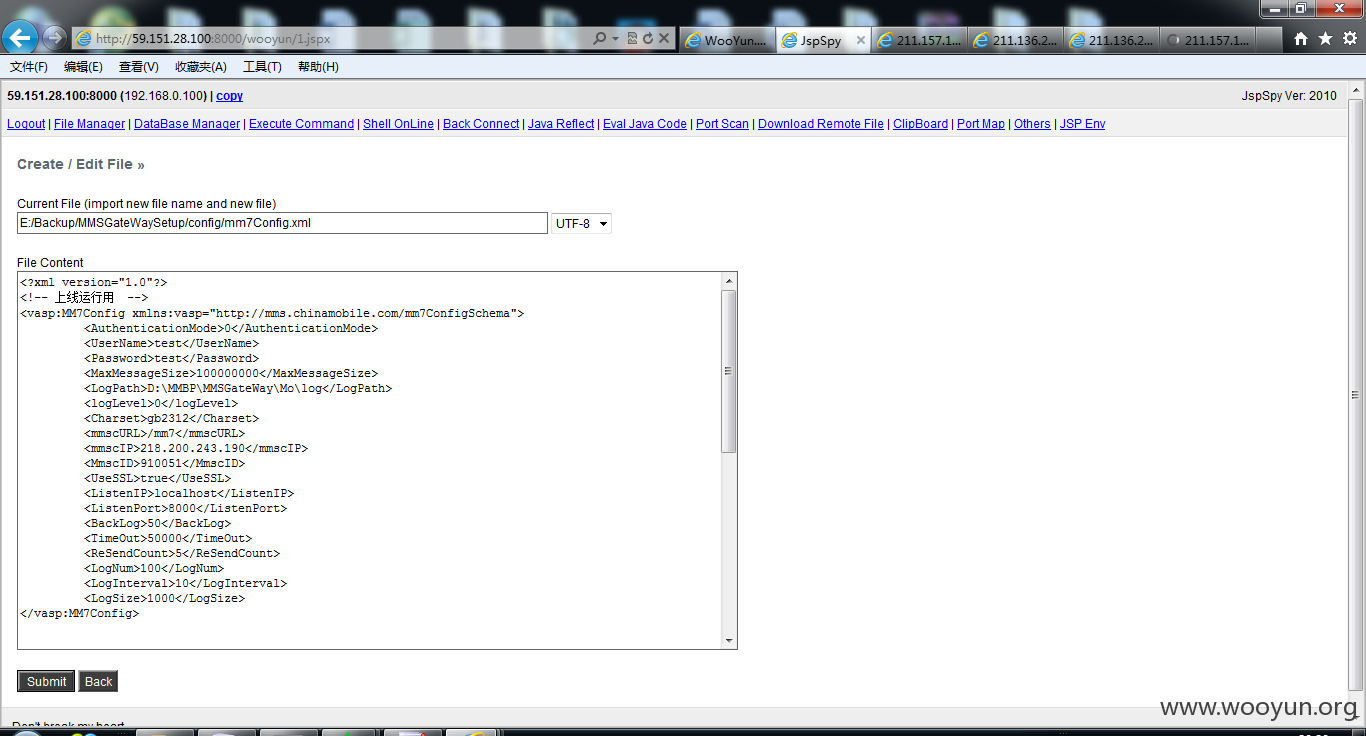 http://59.151.28.100:8000/wooyun/1.jspx
WooYun....
JspSpy
211.157.1...
211.136.2...
211.136.2...
211.157.1...
文件(F) 编辑(E) 查看(V) 收藏夹(A) 工具(T) 帮助(H)
59.151.28.100:8000 (192.168.0.100) | copy
JspSpy Ver: 2010
Logout | File Manager | DataBase Manager | Execute Command | Shell OnLine | Back Connect | Java Reflect | Eval Java Code | Port Scan | Download Remote File | ClipBoard | Port Map | Others | JSP Env
Create / Edit File »
Current File (import new file name and new file)
E:/Backup/MMSGateWaySetup/config/mm7Config.xml
UTF-8
File Content
<?xml version="1.0"?>
<!-- 上线运行用 -->
<vasp:MM7Config xmlns:vasp="http://mms.chinamobile.com/mm7ConfigSchema">
<AuthenticationMode>0</AuthenticationMode>
<UserName>test</UserName>
<Password>test</Password>
<MaxMessageSize>100000000</MaxMessageSize>
<LogPath>D:\MMBP\MMSGateWay\Mo\log</LogPath>
<logLevel>0</logLevel>
<Charset>gb2312</Charset>
<mmscURL>/mm7</mmscURL>
<mmscIP>218.200.243.190</mmscIP>
<MmscID>910051</MmscID>
<UseSSL>true</UseSSL>
<ListenIP>localhost</ListenIP>
<ListenPort>8000</ListenPort>
<BackLog>50</BackLog>
<TimeOut>50000</TimeOut>
<ReSendCount>5</ReSendCount>
<LogNum>100</LogNum>
<LogInterval>10</LogInterval>
<LogSize>1000</LogSize>
</vasp:MM7Config>
Submit Back
www.wooyun.org
Don't break my heart